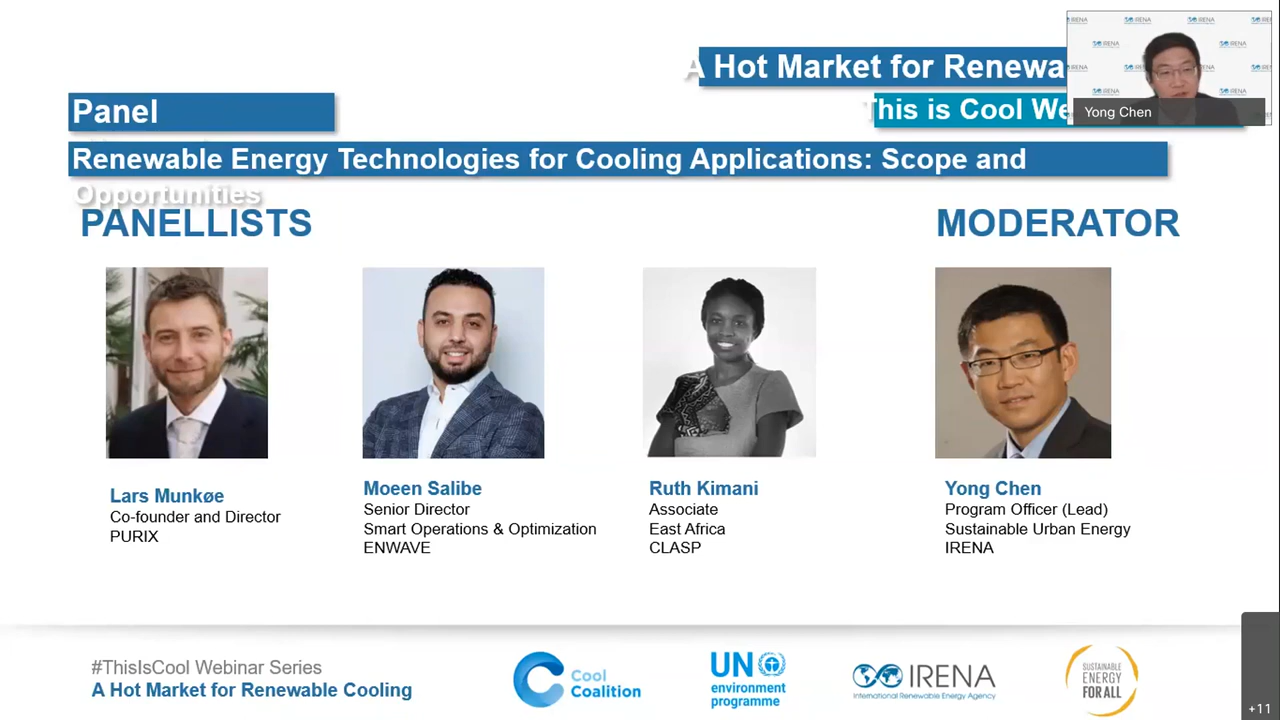 A Hot Market for Renewa
This is Cool We
Yong Chen
Panel
Renewable Energy Technologies for Cooling Applications: Scope and
Opportunities
PANELLISTS
MODERATOR
Lars Munkøe
Co-founder and Director
PURIX
Moeen Salibe
Senior Director
Smart Operations & Optimization
ENWAVE
Ruth Kimani
Associate
East Africa
CLASP
Yong Chen
Program Officer (Lead)
Sustainable Urban Energy
IRENA
#ThisIsCool Webinar Series
A Hot Market for Renewable Cooling
Cool
Coalition
UN
environment
programme
IRENA
International Renewable Energy Agency
SUSTAINABLE
ENERGY
FOR ALL
+11